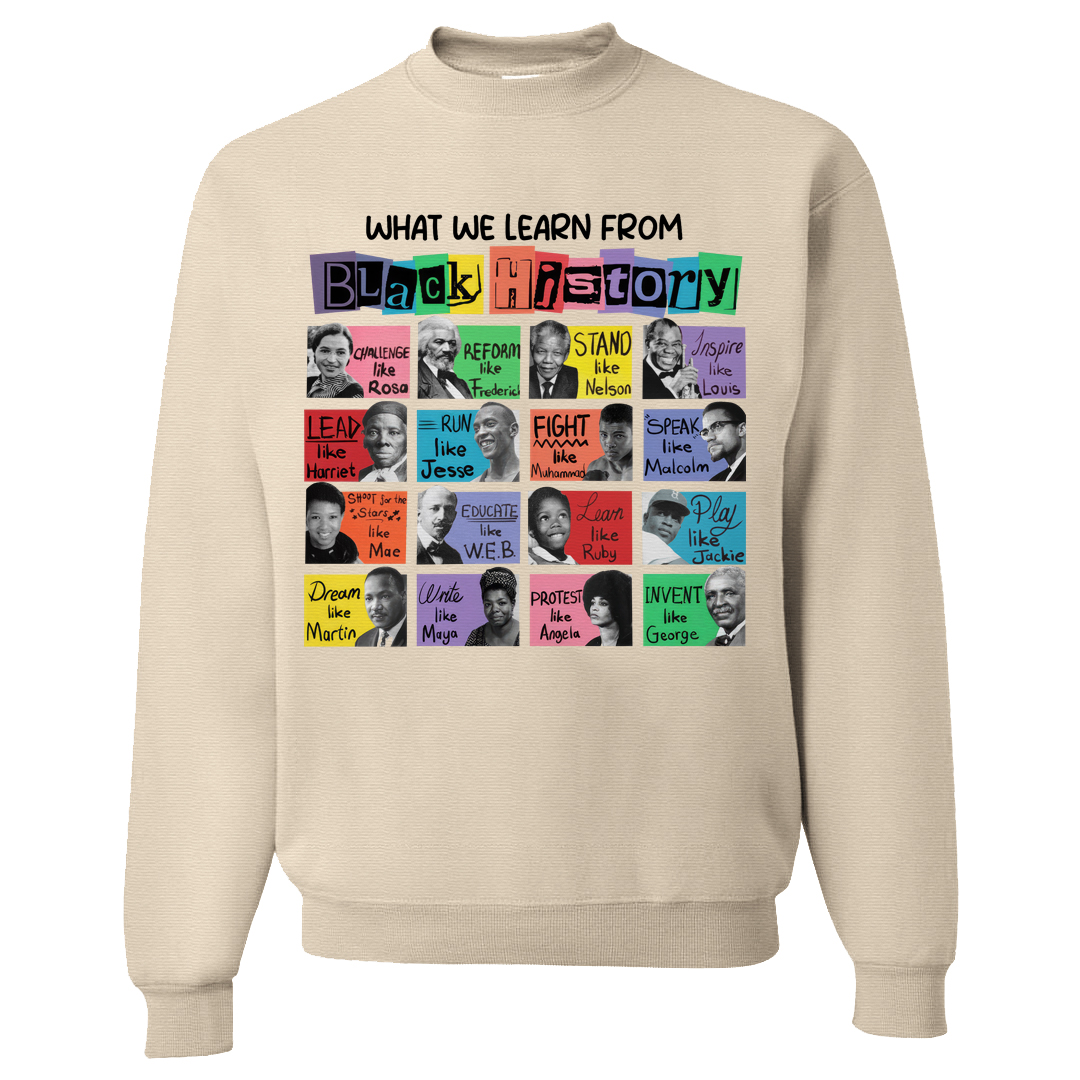 WHAT WE LEARN FROM
Black History
CHALLENGE
like
Rosa
REFORM
like
Frederick
STAND
like
Nelson
Inspire
like
Louis
LEAD
like
Harriet
RUN
like
Jesse
FIGHT
like
Muhammad
"SPEAK
like
Malcolm
SHOOT for the
Stars
like
Mae
EDUCATE
like
W.E.B.
Learn
like
Ruby
Play
like
Jackie
Dream
like
Martin
Write
like
Maya
PROTEST
like
Angela
INVENT
like
George